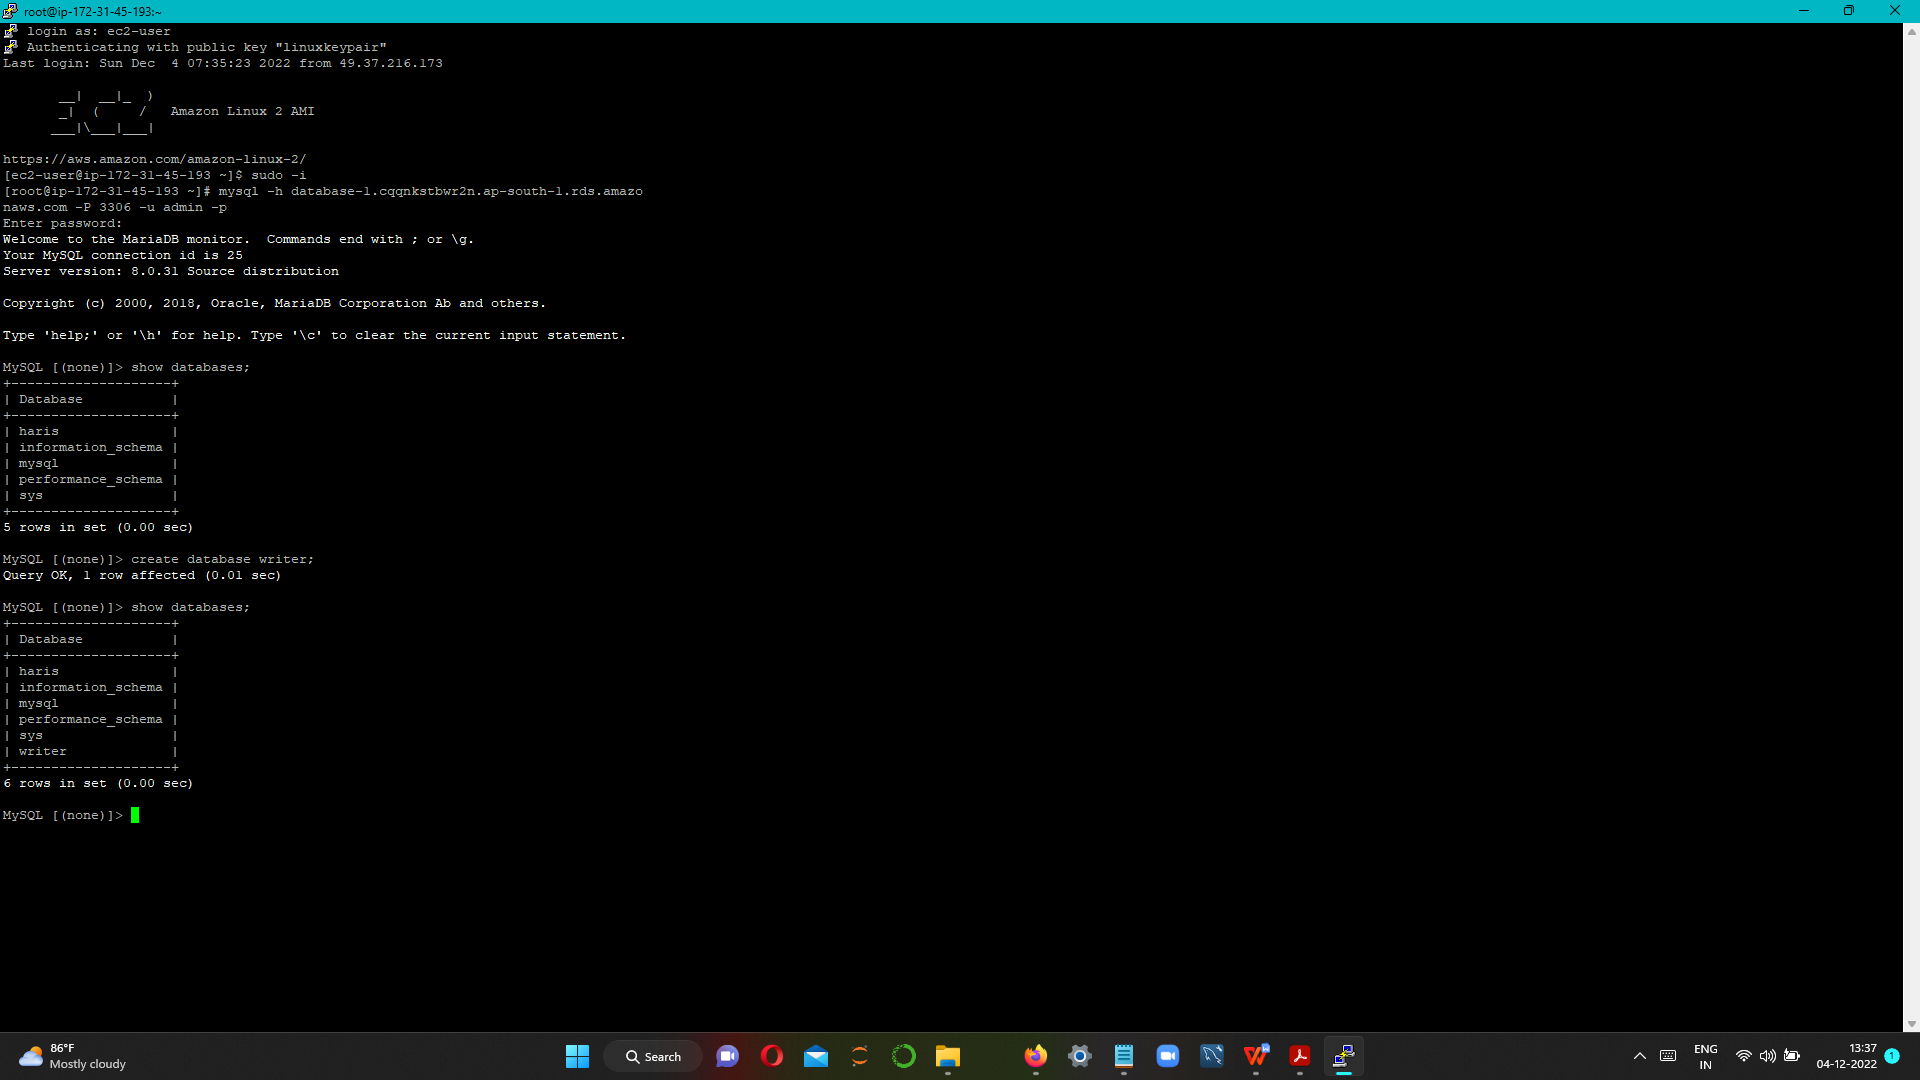 root@ip-172-31-45-193:~
login as: ec2-user
Authenticating with public key "linuxkeypair"
Last login: Sun Dec  4 07:35:23 2022 from 49.37.216.173
       __|  __|_  )
       _|  (     /   Amazon Linux 2 AMI
      ___|\___|___|
https://aws.amazon.com/amazon-linux-2/
[ec2-user@ip-172-31-45-193 ~]$ sudo -i
[root@ip-172-31-45-193 ~]# mysql -h database-1.cqqnkstbwr2n.ap-south-1.rds.amazo
naws.com -P 3306 -u admin -p
Enter password:
Welcome to the MariaDB monitor.  Commands end with ; or \g.
Your MySQL connection id is 25
Server version: 8.0.31 Source distribution
Copyright (c) 2000, 2018, Oracle, MariaDB Corporation Ab and others.
Type 'help;' or '\h' for help. Type '\c' to clear the current input statement.
MySQL [(none)]> show databases;
+--------------------+
| Database           |
+--------------------+
| haris              |
| information_schema |
| mysql              |
| performance_schema |
| sys                |
+--------------------+
5 rows in set (0.00 sec)
MySQL [(none)]> create database writer;
Query OK, 1 row affected (0.01 sec)
MySQL [(none)]> show databases;
+--------------------+
| Database           |
+--------------------+
| haris              |
| information_schema |
| mysql              |
| performance_schema |
| sys                |
| writer             |
+--------------------+
6 rows in set (0.00 sec)
MySQL [(none)]>
86°F
Mostly cloudy
Search
ENG
IN
13:37
04-12-2022
1